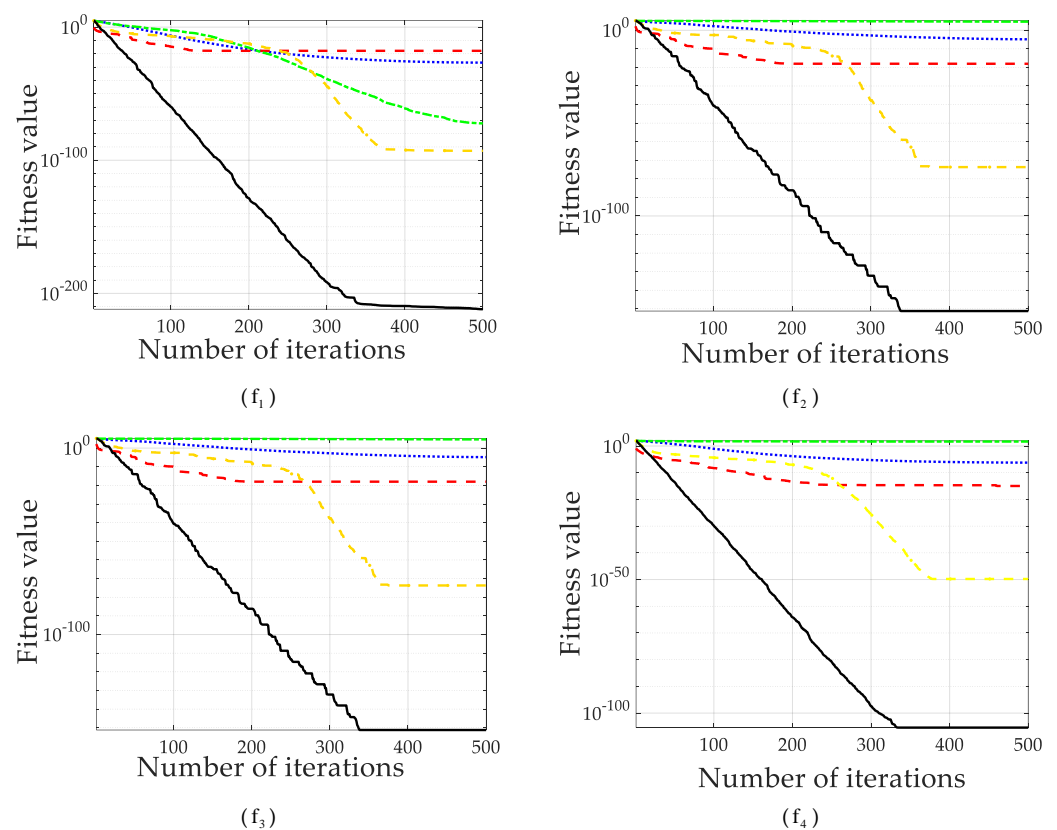 10^0
10^-100
10^-200
Fitness value
100 200 300 400 500
Number of iterations
(f₁)
10^0
10^-100
Fitness value
100 200 300 400 500
Number of iterations
(f₂)
10^0
10^-100
Fitness value
100 200 300 400 500
Number of iterations
(f₃)
10^0
10^-50
10^-100
Fitness value
100 200 300 400 500
Number of iterations
(f₄)